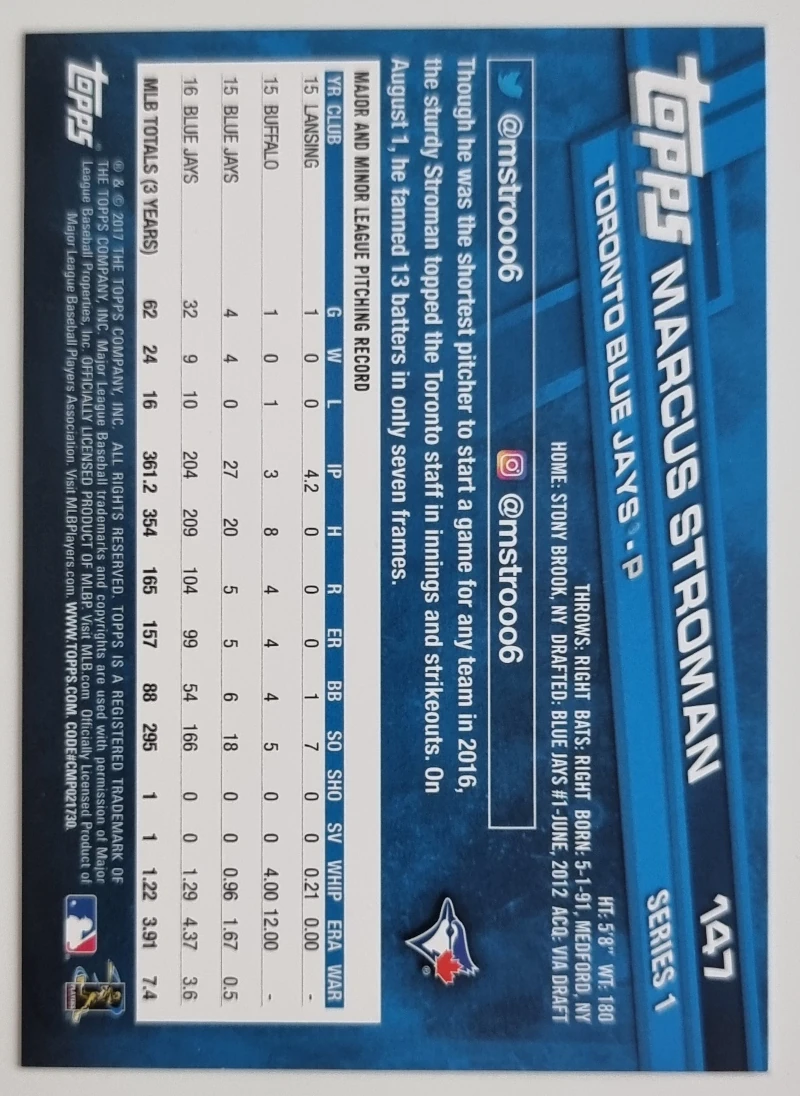 topps MARCUS STROMAN 147
TORONTO BLUE JAYS® • P SERIES 1
HT: 5'8" WT: 180
THROWS: RIGHT BATS: RIGHT BORN: 5-1-91, MEDFORD, NY
HOME: STONY BROOK, NY DRAFTED: BLUE JAYS #1-JUNE, 2012 ACQ: VIA DRAFT
@mstrooo6 @mstrooo6
Though he was the shortest pitcher to start a game for any team in 2016,
the sturdy Stroman topped the Toronto staff in innings and strikeouts. On
August 1, he fanned 13 batters in only seven frames.
MAJOR AND MINOR LEAGUE PITCHING RECORD
YR CLUB G W L IP H R ER BB SO SHO SV WHIP ERA WAR
15 LANSING 1 0 0 4.2 0 0 0 1 7 0 0 0.21 0.00 -
15 BUFFALO 1 0 1 3 8 4 4 4 5 0 0 4.00 12.00 -
15 BLUE JAYS 4 4 0 27 20 5 5 6 18 0 0 0.96 1.67 0.5
16 BLUE JAYS 32 9 10 204 209 104 99 54 166 0 0 1.29 4.37 3.6
MLB TOTALS (3 YEARS) 62 24 16 361.2 354 165 157 88 295 1 1 1.22 3.91 7.4
topps® ® & © 2017 THE TOPPS COMPANY, INC. ALL RIGHTS RESERVED. TOPPS IS A REGISTERED TRADEMARK OF
THE TOPPS COMPANY, INC. Major League Baseball trademarks and copyrights are used with permission of Major
League Baseball Properties, Inc. OFFICIALLY LICENSED PRODUCT OF MLBP. Visit MLB.com. Officially Licensed Product of
Major League Baseball Players Association. Visit MLBPlayers.com. WWW.TOPPS.COM. CODE#CMP021730.